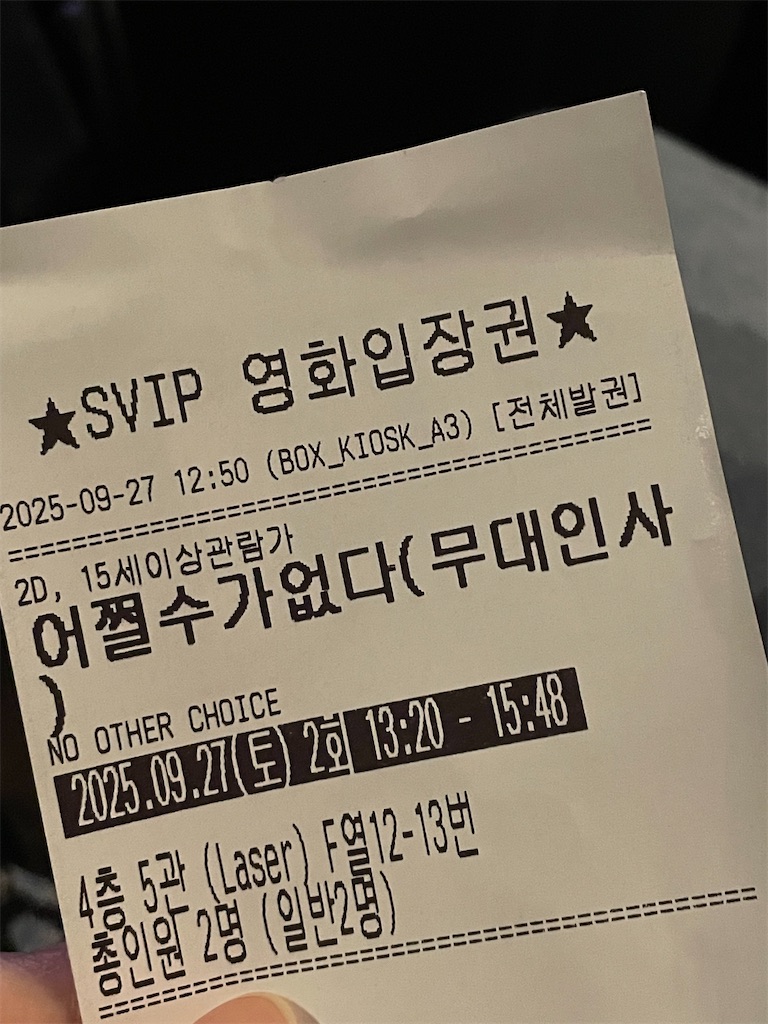 ★SVIP 영화입장권★
2025-09-27 12:50 (BOX_KIOSK_A3) [전체발권]
===================================================
2D, 15세이상관람가
어쩔수가없다(무대인사
)
NO OTHER CHOICE
2025.09.27(토) 2회 13:20 - 15:48
4층 5관 (Laser) F열12-13번
총인원 2명 (일반2명)
===================================================